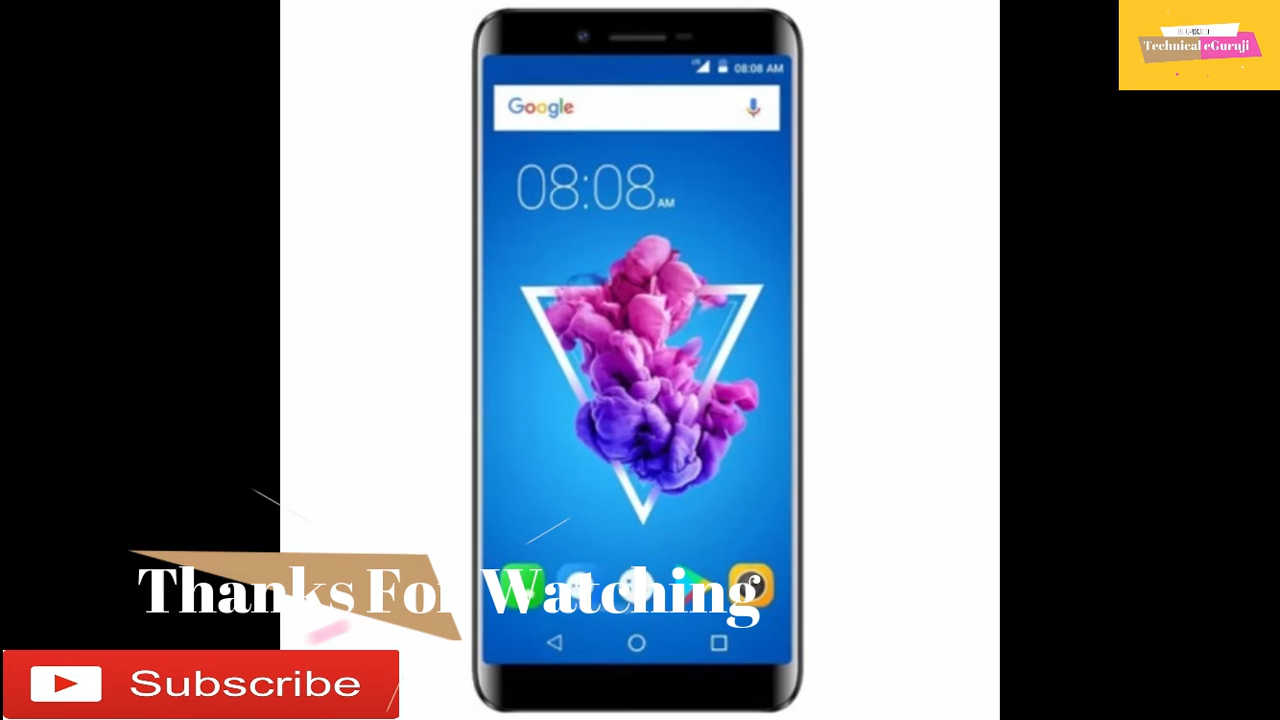 Technical eGuruji
08:08 AM
Google
08:08 AM
Thanks For Watching
Subscribe